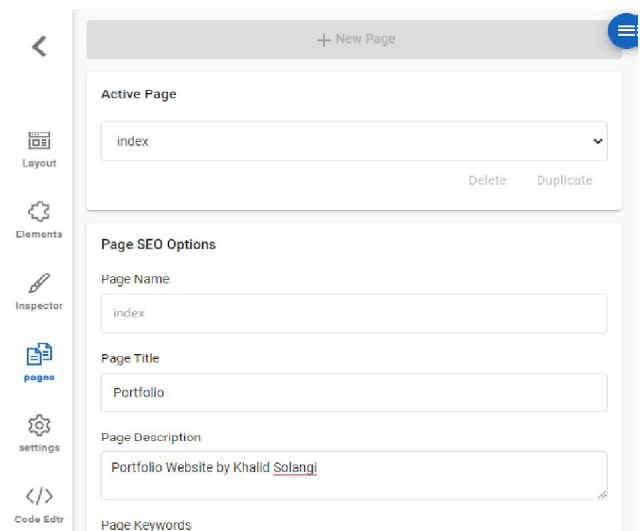 + New Page
Active Page
index
Delete Duplicate
Page SEO Options
Page Name
index
Page Title
Portfolio
Page Description
Portfolio Website by Khalid Solangi
Page Keywords
Layout
Elements
Inspector
pages
settings
</>
Code Edtr